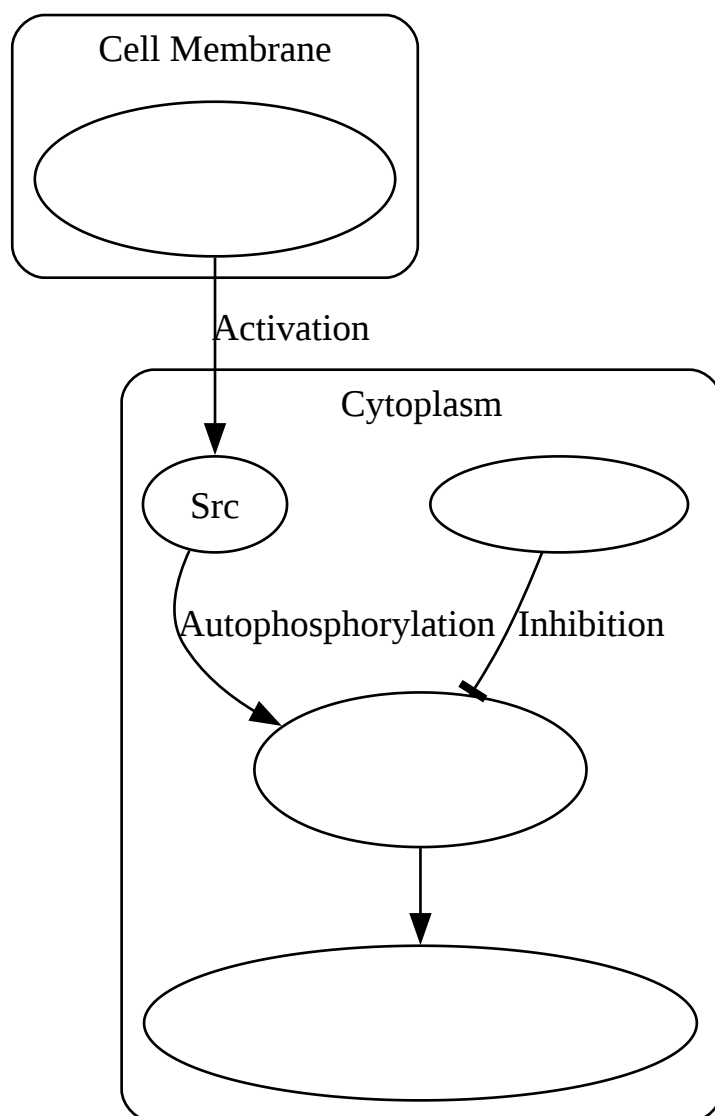 Cell Membrane
Activation
Cytoplasm
Src
Autophosphorylation
Inhibition